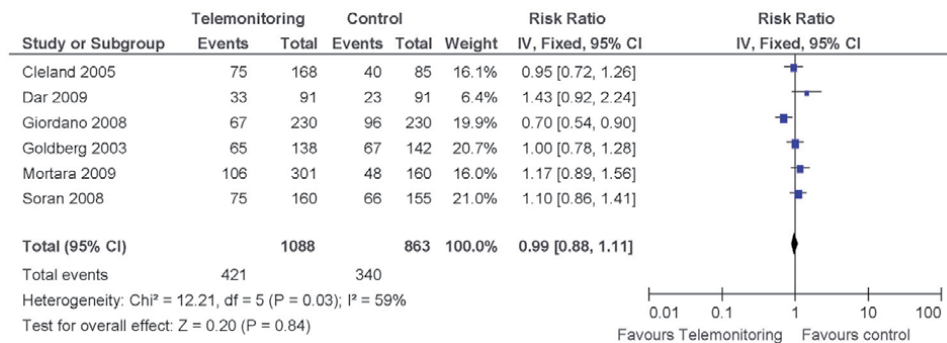 Telemonitoring Control Risk Ratio Risk Ratio
Study or Subgroup Events Total Events Total Weight IV, Fixed, 95% CI IV, Fixed, 95% CI
Cleland 2005 75 168 40 85 16.1% 0.95 [0.72, 1.26]
Dar 2009 33 91 23 91 6.4% 1.43 [0.92, 2.24]
Giordano 2008 67 230 96 230 19.9% 0.70 [0.54, 0.90]
Goldberg 2003 65 138 67 142 20.7% 1.00 [0.78, 1.28]
Mortara 2009 106 301 48 160 16.0% 1.17 [0.89, 1.56]
Soran 2008 75 160 66 155 21.0% 1.10 [0.86, 1.41]
Total (95% CI) 1088 863 100.0% 0.99 [0.88, 1.11]
Total events 421 340
Heterogeneity: Chi² = 12.21, df = 5 (P = 0.03); I² = 59%
Test for overall effect: Z = 0.20 (P = 0.84)
0.01 0.1 1 10 100
Favours Telemonitoring Favours control